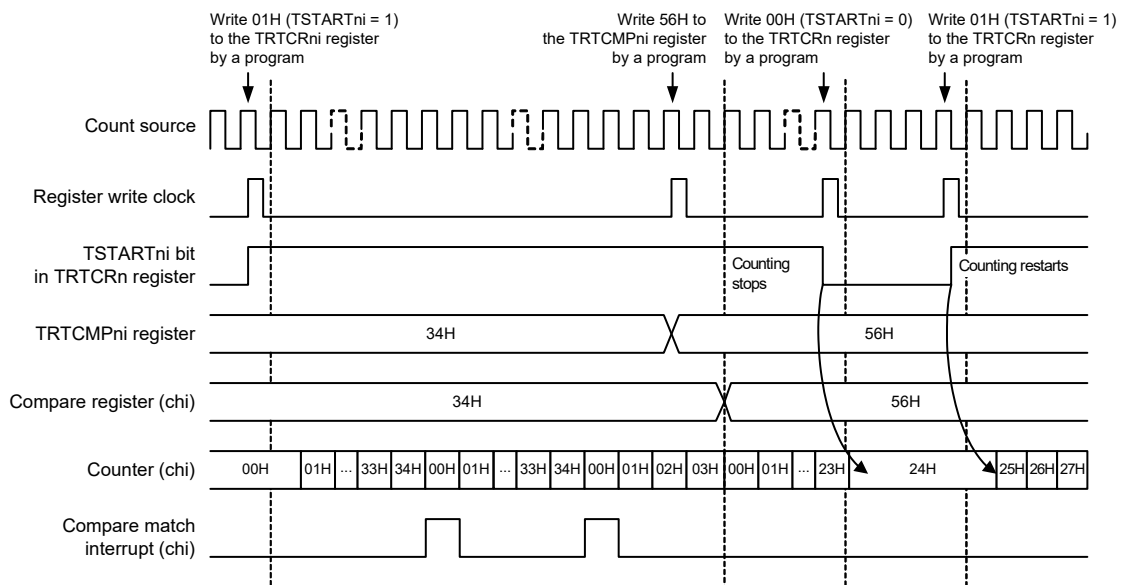 Write 01H (TSTARTni = 1)
to the TRTCRni register
by a program
Write 56H to
the TRTCMPni register
by a program
Write 00H (TSTARTni = 0)
to the TRTCRn register
by a program
Write 01H (TSTARTni = 1)
to the TRTCRn register
by a program
Count source
Register write clock
TSTARTni bit
in TRTCRn register
Counting
stops
Counting restarts
TRTCMPni register
34H
56H
Compare register (chi)
34H
56H
Counter (chi)
00H 01H ... 33H 34H 00H 01H ... 33H 34H 00H 01H 02H 03H 00H 01H ... 23H 24H 25H 26H 27H
Compare match
interrupt (chi)